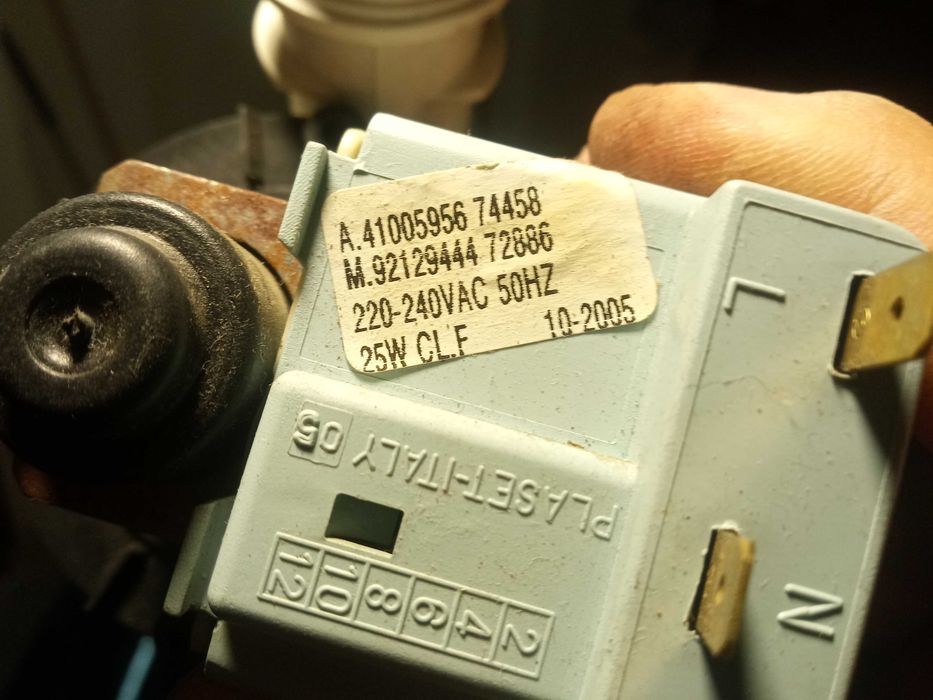 A.41005956 74458
M.92129444 72886
220-240VAC 50HZ
25W CL.F 10-2005
L
PLASET-ITALY 05
2 4 6 8 10 12
N